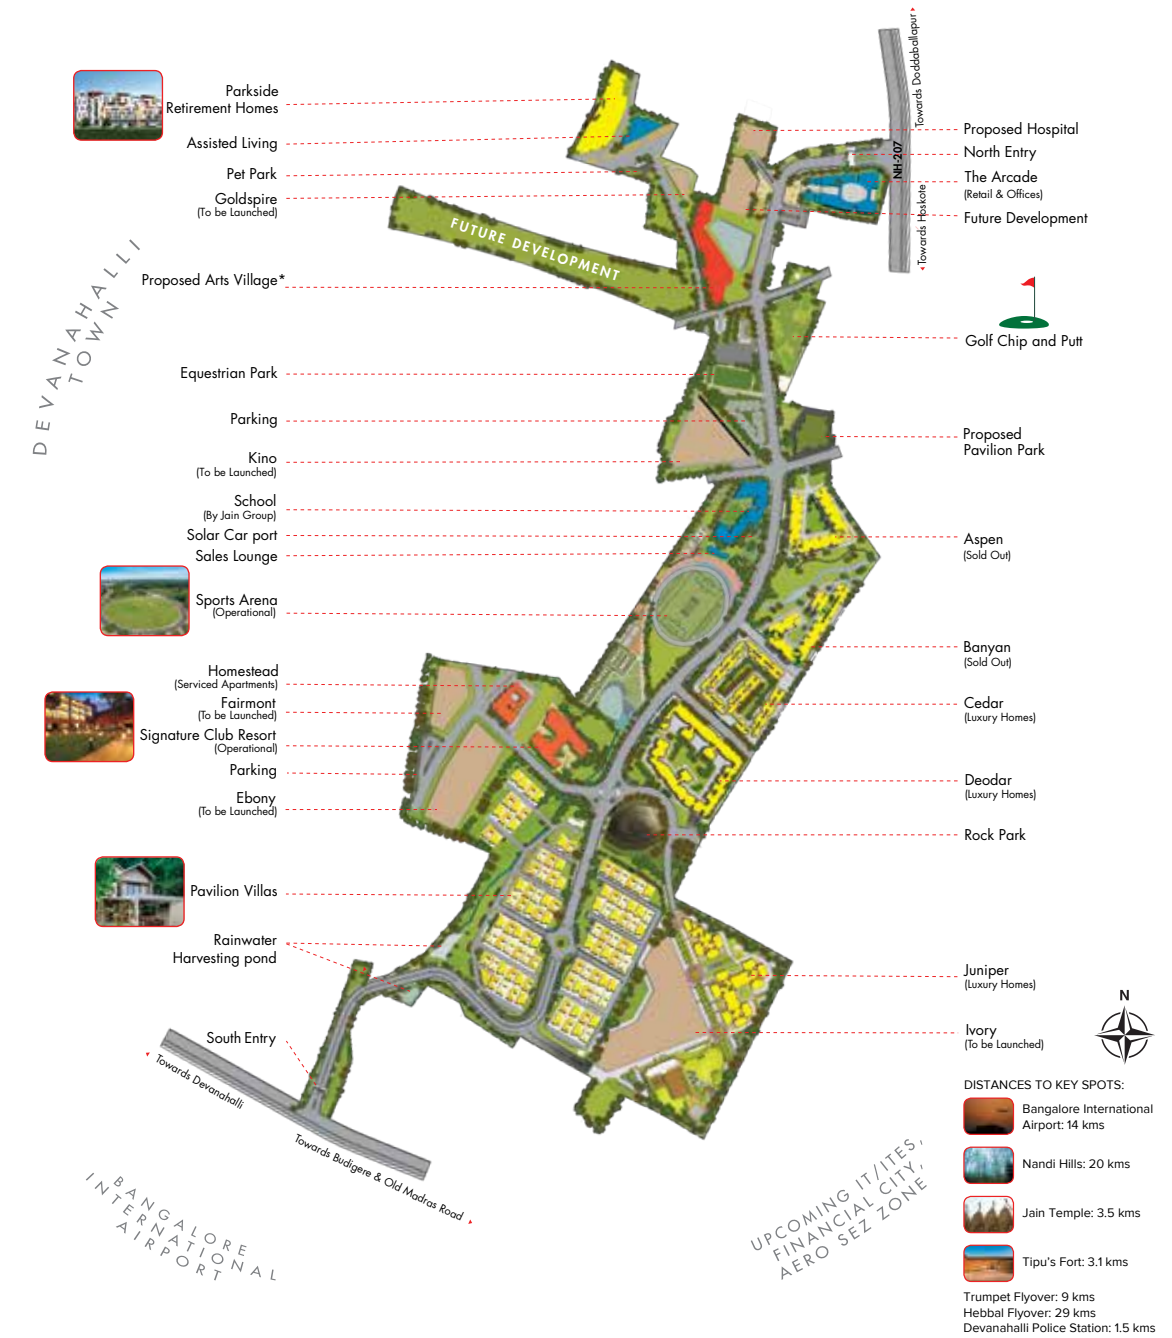 Towards Doddaballapur
NH-207
Towards Hoskote
Parkside
Retirement Homes
Assisted Living
Pet Park
Goldspire
(To be Launched)
FUTURE DEVELOPMENT
Proposed Arts Village*
DEVANAHALLI
TOWN
Equestrian Park
Parking
Kino
(To be Launched)
School
(By Jain Group)
Solar Car port
Sales Lounge
Sports Arena
(Operational)
Homestead
(Serviced Apartments)
Fairmont
(To be Launched)
Signature Club Resort
(Operational)
Parking
Ebony
(To be Launched)
Pavilion Villas
Rainwater
Harvesting pond
South Entry
Towards Devanahalli
Towards Budigere & Old Madras Road
BANGALORE
INTERNATIONAL
AIRPORT
Proposed Hospital
North Entry
The Arcade
(Retail & Offices)
Future Development
Golf Chip and Putt
Proposed
Pavilion Park
Aspen
(Sold Out)
Banyan
(Sold Out)
Cedar
(Luxury Homes)
Deodar
(Luxury Homes)
Rock Park
Juniper
(Luxury Homes)
Ivory
(To be Launched)
N
UPCOMING IT/ITES,
FINANCIAL CITY,
AERO SEZ ZONE
DISTANCES TO KEY SPOTS:
Bangalore International
Airport: 14 kms
Nandi Hills: 20 kms
Jain Temple: 3.5 kms
Tipu's Fort: 3.1 kms
Trumpet Flyover: 9 kms
Hebbal Flyover: 29 kms
Devanahalli Police Station: 1.5 kms